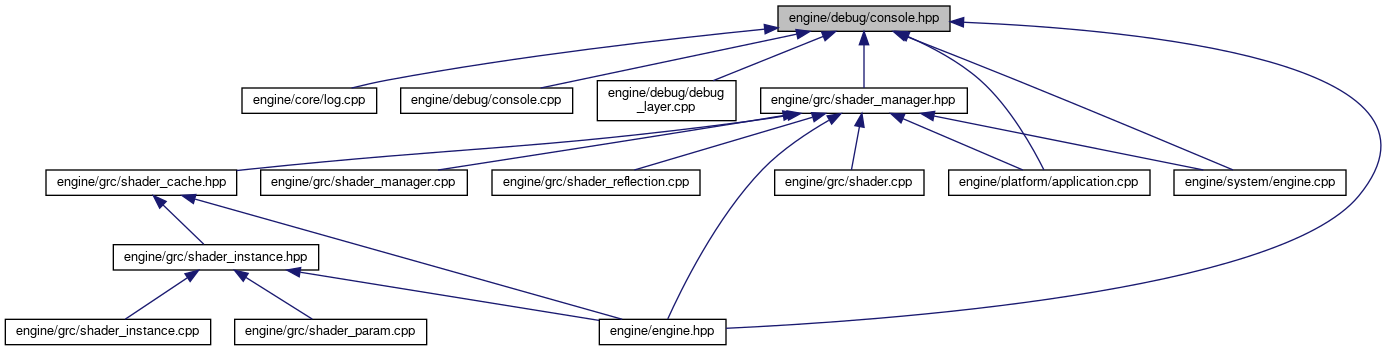 engine/debug/console.hpp
engine/core/log.cpp
engine/debug/console.cpp
engine/debug/debug
_layer.cpp
engine/grc/shader_manager.hpp
engine/grc/shader_cache.hpp
engine/grc/shader_manager.cpp
engine/grc/shader_reflection.cpp
engine/grc/shader.cpp
engine/platform/application.cpp
engine/system/engine.cpp
engine/grc/shader_instance.hpp
engine/grc/shader_instance.cpp
engine/grc/shader_param.cpp
engine/engine.hpp